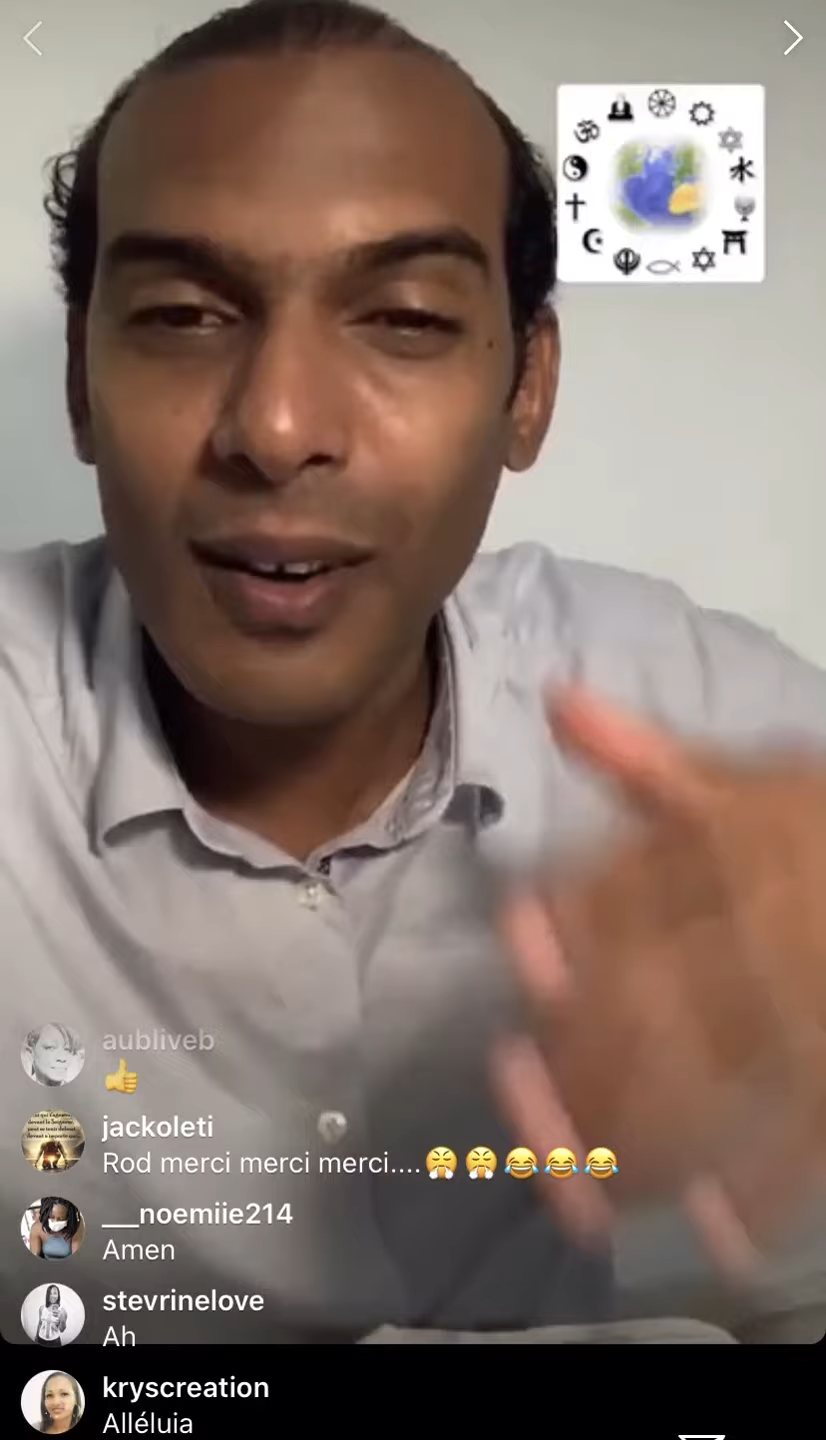 aubliveb
👍
jackoleti
Rod merci merci merci....😤😤😂😂😂
___noemiie214
Amen
stevrinelove
Ah
kryscreation
Alléluia